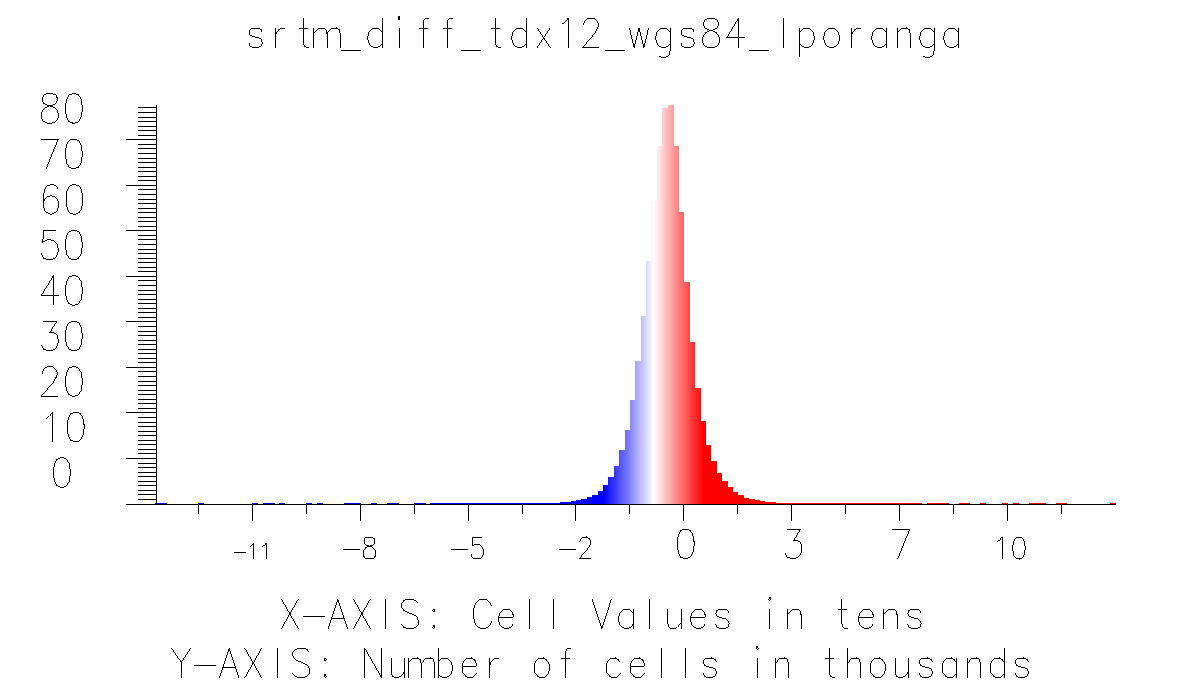 srtm_diff_tdx12_wgs84_Iporanga
80
70
60
50
40
30
20
10
0
-11 -8 -5 -2 0 3 7 10
X-AXIS: Cell Values in tens
Y-AXIS: Number of cells in thousands